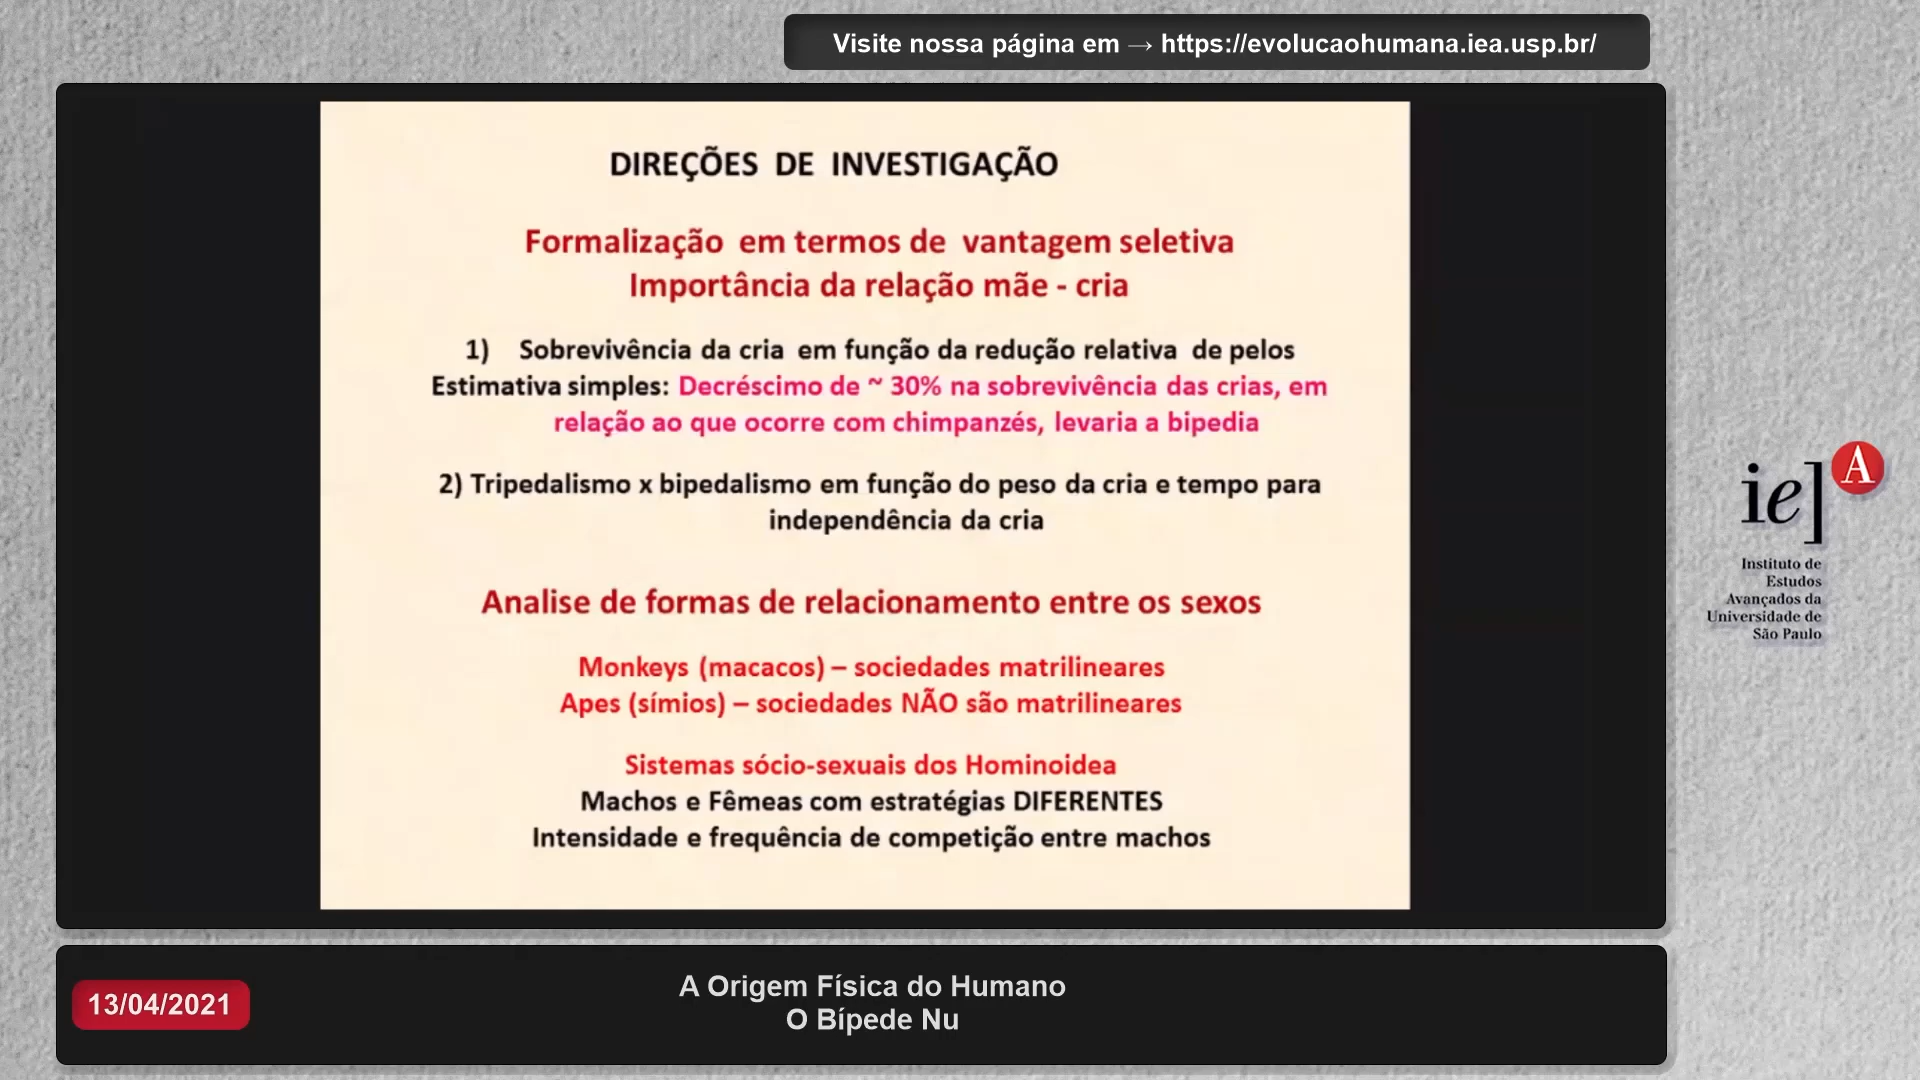 Visite nossa página em → https://evolucaohumana.iea.usp.br/
DIREÇÕES DE INVESTIGAÇÃO
Formalização em termos de vantagem seletiva
Importância da relação mãe - cria
1) Sobrevivência da cria em função da redução relativa de pelos
Estimativa simples: Decréscimo de ~ 30% na sobrevivência das crias, em
relação ao que ocorre com chimpanzés, levaria a bipedia
2) Tripedalismo x bipedalismo em função do peso da cria e tempo para
independência da cria
Analise de formas de relacionamento entre os sexos
Monkeys (macacos) – sociedades matrilineares
Apes (símios) – sociedades NÃO são matrilineares
Sistemas sócio-sexuais dos Hominoidea
Machos e Fêmeas com estratégias DIFERENTES
Intensidade e frequência de competição entre machos
ie] A
Instituto de
Estudos
Avançados da
Universidade de
São Paulo
13/04/2021
A Origem Física do Humano
O Bípede Nu